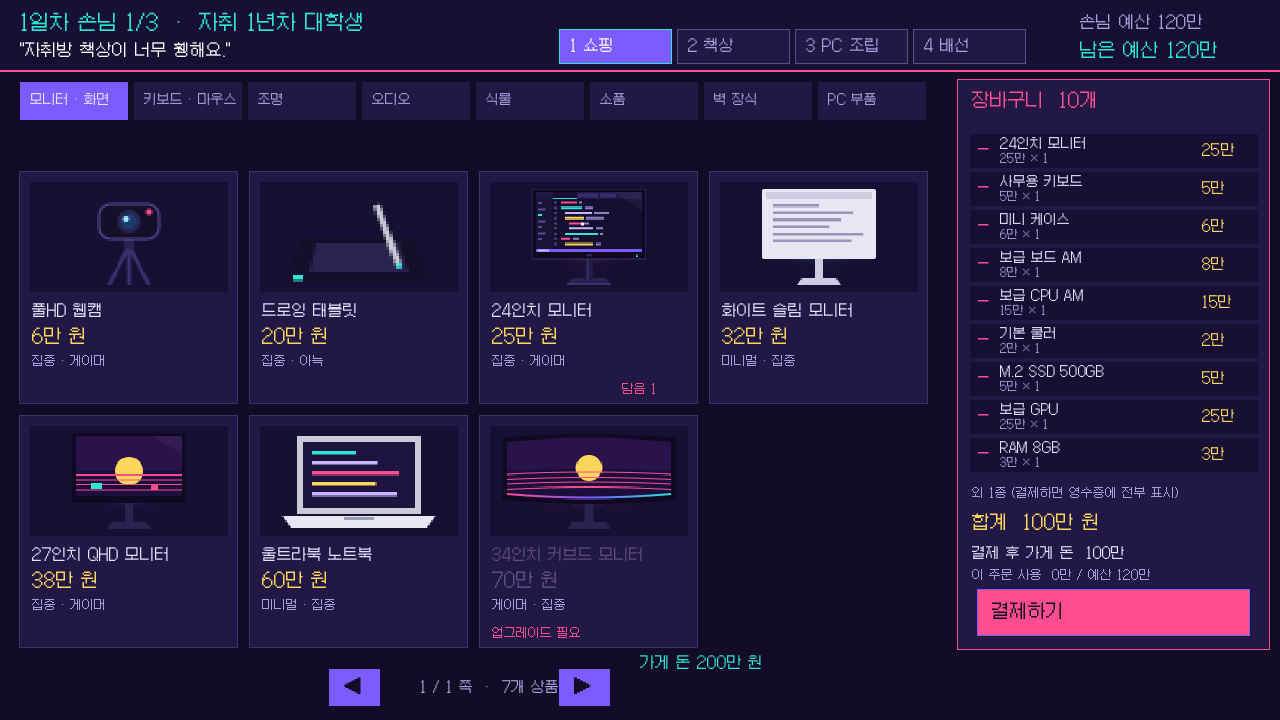 1일차 손님 1/3 · 자취 1년차 대학생
"자취방 책상이 너무 휑해요."
1 쇼핑
2 책상
3 PC 조립
4 배선
손님 예산 120만
남은 예산 120만
모니터 · 화면
키보드 · 마우스
조명
오디오
식물
소품
벽 장식
PC 부품
풀HD 웹캠
6만 원
집중 · 게이머
드로잉 태블릿
20만 원
집중 · 아늑
24인치 모니터
25만 원
집중 · 게이머
담음 1
화이트 슬림 모니터
32만 원
미니멀 · 집중
27인치 QHD 모니터
38만 원
집중 · 게이머
울트라북 노트북
60만 원
미니멀 · 집중
34인치 커브드 모니터
70만 원
게이머 · 집중
업그레이드 필요
가게 돈 200만 원
◀
1 / 1 쪽 · 7개 상품
▶
장바구니 10개
– 24인치 모니터 25만
25만 × 1
– 사무용 키보드 5만
5만 × 1
– 미니 케이스 6만
6만 × 1
– 보급 보드 AM 8만
8만 × 1
– 보급 CPU AM 15만
15만 × 1
– 기본 쿨러 2만
2만 × 1
– M.2 SSD 500GB 5만
5만 × 1
– 보급 GPU 25만
25만 × 1
– RAM 8GB 3만
3만 × 1
외 1종 (결제하면 영수증에 전부 표시)
합계 100만 원
결제 후 가게 돈 100만
이 주문 사용 0만 / 예산 120만
결제하기